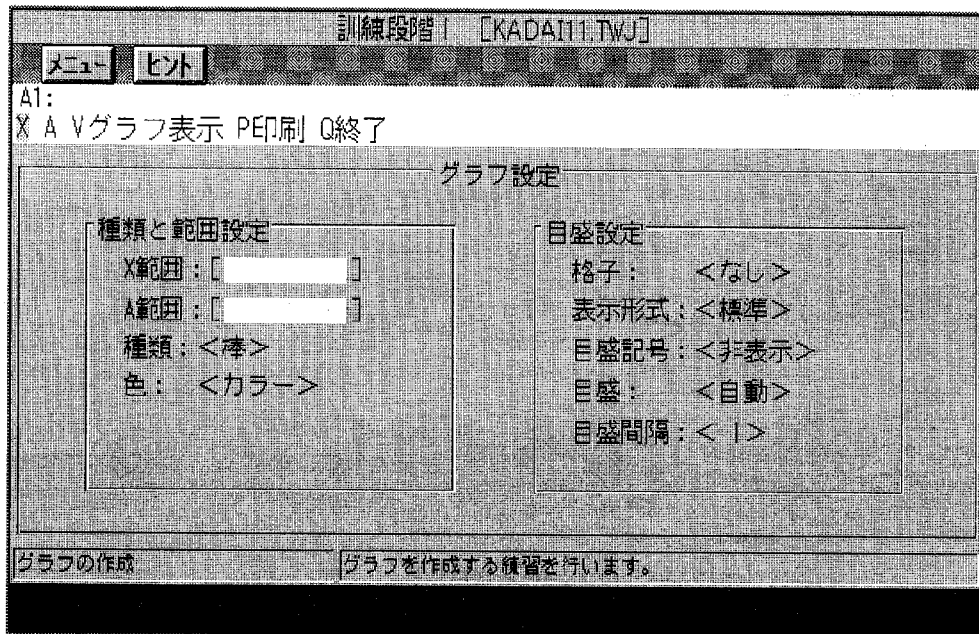 訓練段階1 [KADAI11.TWJ]
メニュー ヒント
A1:
X A Vグラフ表示 P印刷 Q終了
グラフ設定
種類と範囲設定
X範囲:[ ]
A範囲:[ ]
種類:<棒>
色: <カラー>
目盛設定
格子: <なし>
表示形式:<標準>
目盛記号:<非表示>
目盛: <自動>
目盛間隔:< 1>
グラフの作成
グラフを作成する練習を行います。